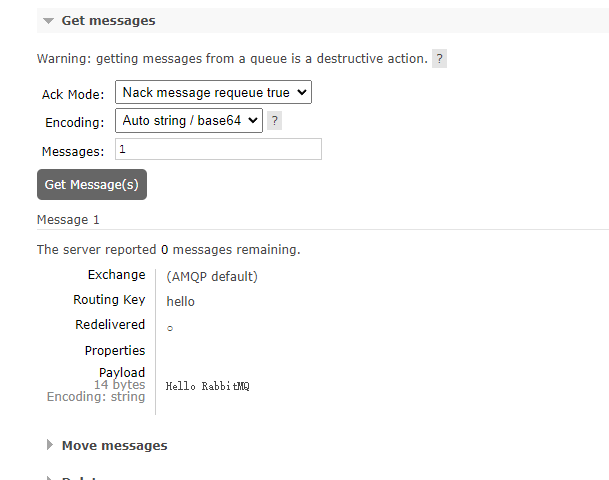 Get messages
Warning: getting messages from a queue is a destructive action. ?
Ack Mode: Nack message requeue true
Encoding: Auto string / base64 ?
Messages: 1
Get Message(s)
Message 1
The server reported 0 messages remaining.
Exchange (AMQP default)
Routing Key hello
Redelivered ○
Properties
Payload
14 bytes Hello RabbitMQ
Encoding: string
Move messages